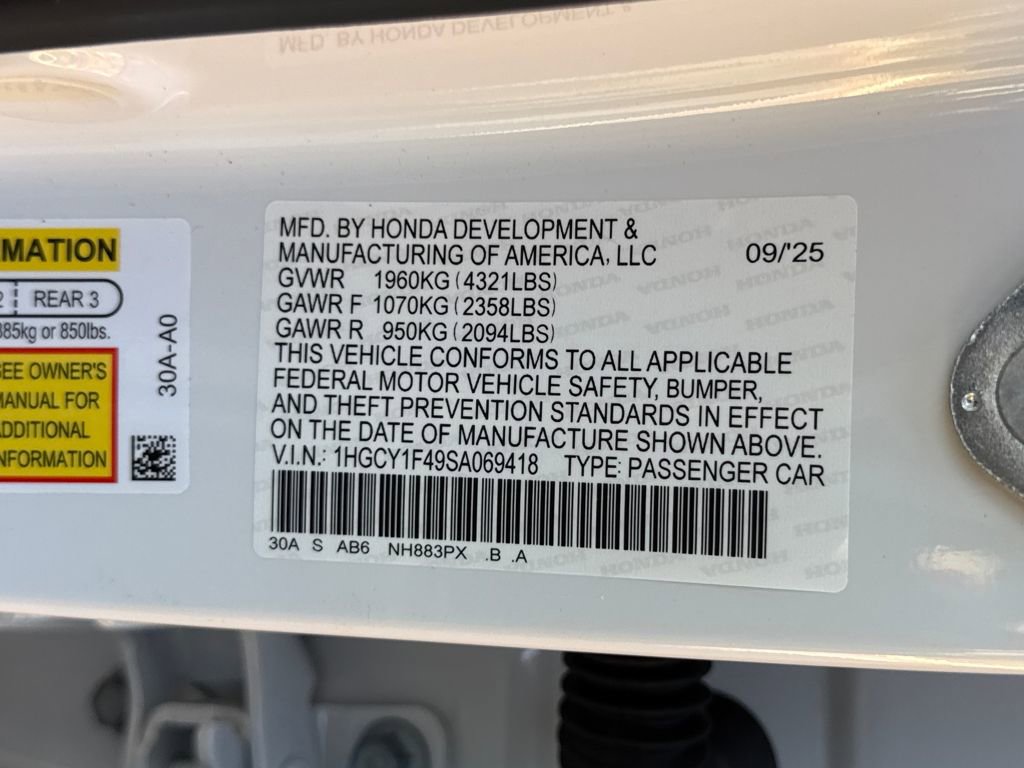 RMATION
REAR 3
385kg or 850lbs.
SEE OWNER'S
MANUAL FOR
ADDITIONAL
INFORMATION
30A-A0
MFD. BY HONDA DEVELOPMENT &
MANUFACTURING OF AMERICA, LLC 09/'25
GVWR 1960KG (4321LBS)
GAWR F 1070KG (2358LBS)
GAWR R 950KG (2094LBS)
THIS VEHICLE CONFORMS TO ALL APPLICABLE
FEDERAL MOTOR VEHICLE SAFETY, BUMPER,
AND THEFT PREVENTION STANDARDS IN EFFECT
ON THE DATE OF MANUFACTURE SHOWN ABOVE.
V.I.N.: 1HGCY1F49SA069418 TYPE: PASSENGER CAR
30A S AB6 NH883PX .B .A